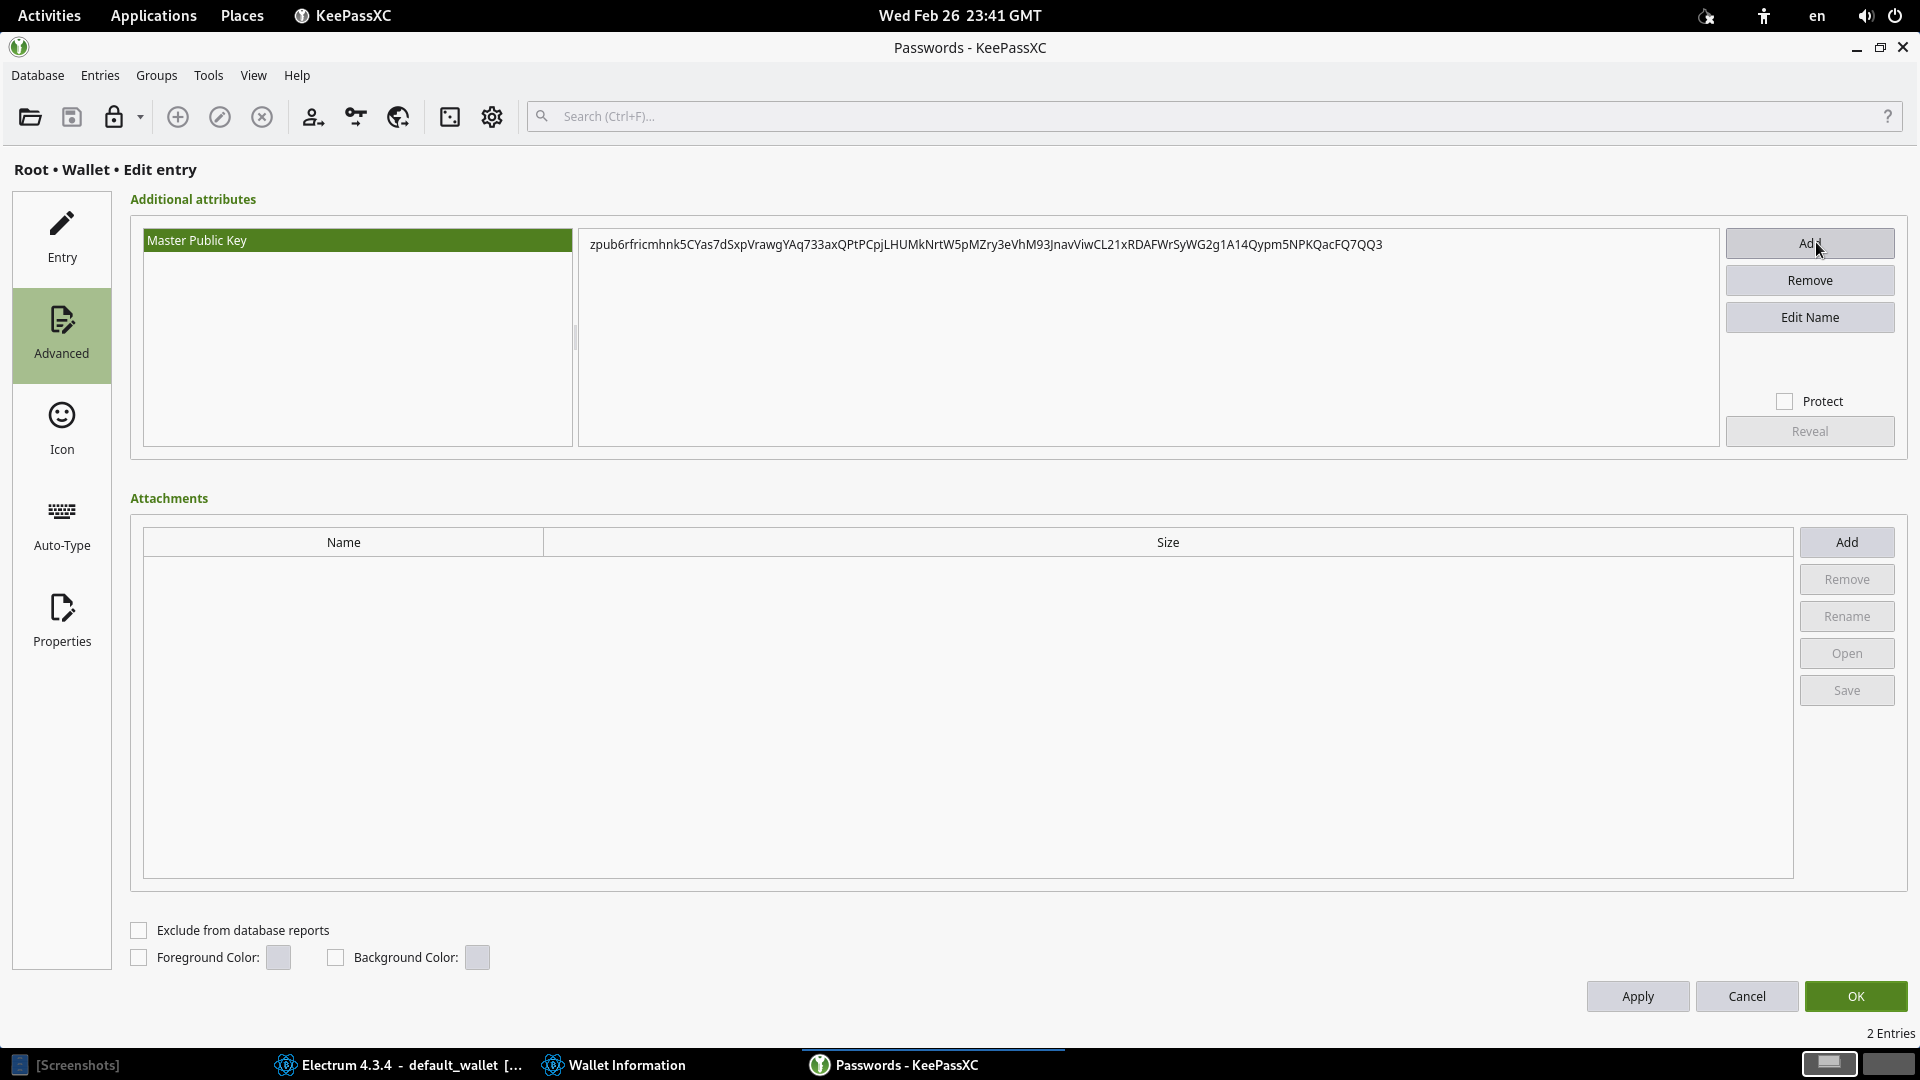 Activities Applications Places KeePassXC Wed Feb 26 23:41 GMT en
Passwords - KeePassXC
Database Entries Groups Tools View Help
Search (Ctrl+F)... ?
Root • Wallet • Edit entry
Entry
Advanced
Icon
Auto-Type
Properties
Additional attributes
Master Public Key
zpub6rfricmhnk5CYas7dSxpVrawgYAq733axQPtPCpjLHUMkNrtW5pMZry3eVhM93JnavViwCL21xRDAFWrSyWG2g1A14Qypm5NPKQacFQ7QQ3
Add
Remove
Edit Name
Protect
Reveal
Attachments
Name Size
Add
Remove
Rename
Open
Save
Exclude from database reports
Foreground Color: Background Color:
Apply Cancel OK
2 Entries
[Screenshots] Electrum 4.3.4 - default_wallet [... Wallet Information Passwords - KeePassXC